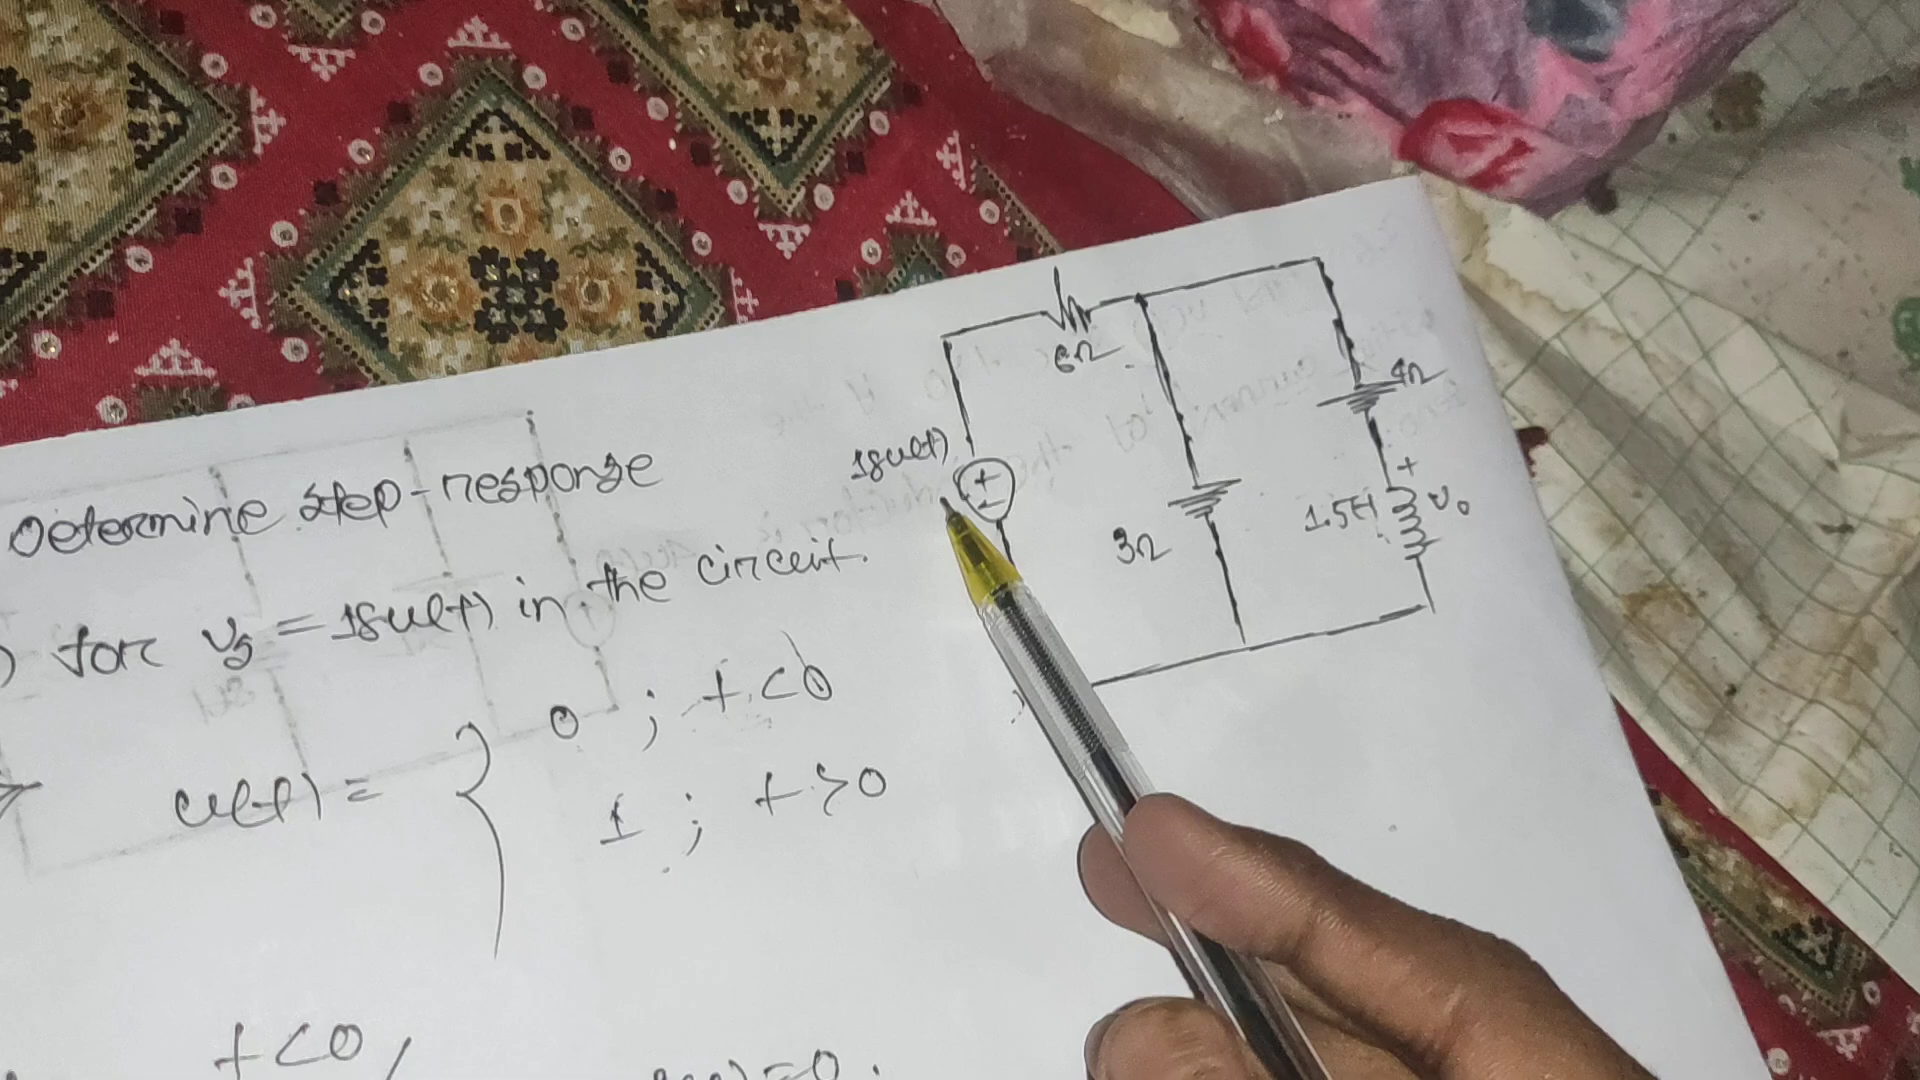 Determine step-response
) for vs = 18u(t) in the circuit.
u(t) = { 0 ; t<0
1 ; t>0
t<0,
=0.
18u(t)
+
-
6Ω
3Ω
4Ω
+
1.5H
v₀